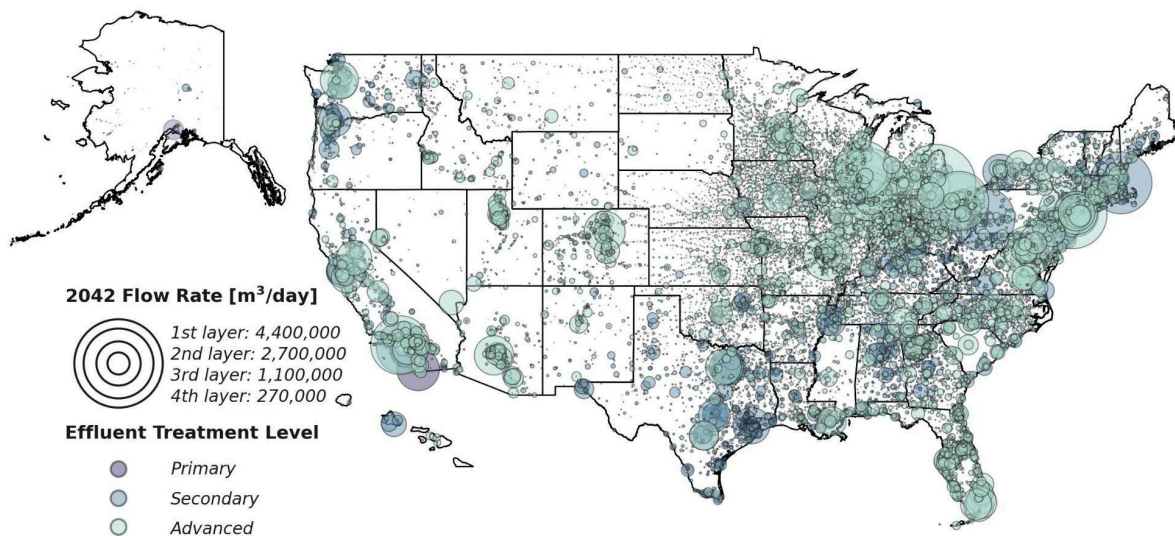 2042 Flow Rate [m³/day]
1st layer: 4,400,000
2nd layer: 2,700,000
3rd layer: 1,100,000
4th layer: 270,000
Effluent Treatment Level
Primary
Secondary
Advanced